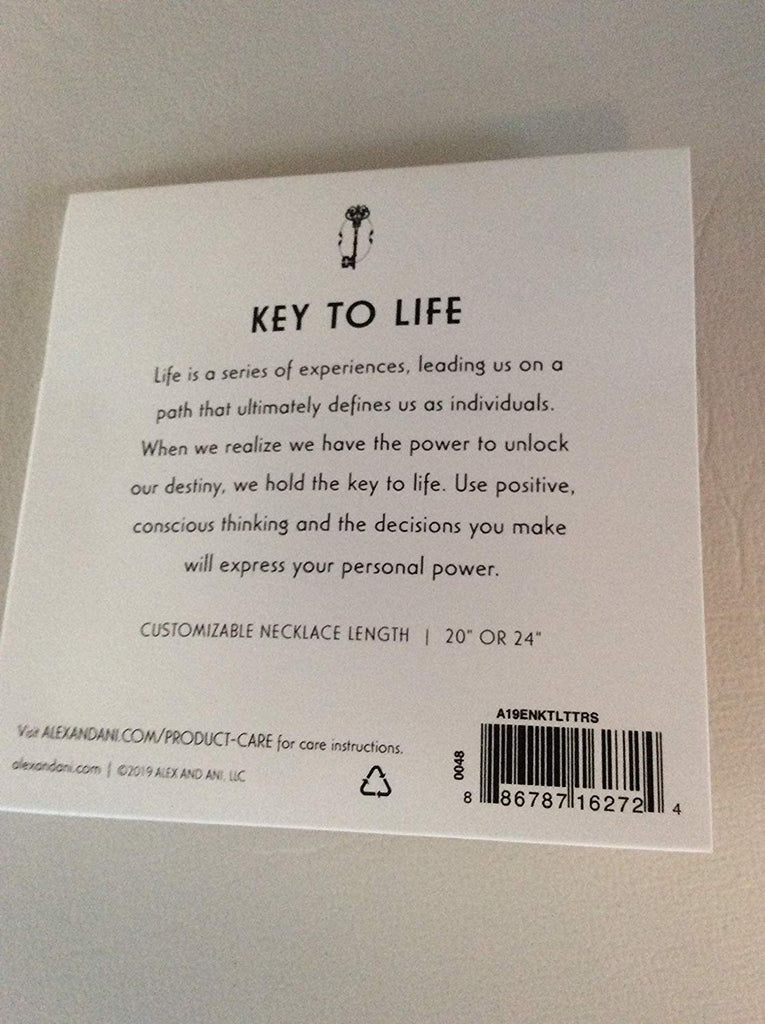 KEY TO LIFE
Life is a series of experiences, leading us on a
path that ultimately defines us as individuals.
When we realize we have the power to unlock
our destiny, we hold the key to life. Use positive,
conscious thinking and the decisions you make
will express your personal power.
CUSTOMIZABLE NECKLACE LENGTH | 20" OR 24"
Visit ALEXANDANI.COM/PRODUCT-CARE for care instructions.
alexandani.com | ©2019 ALEX AND ANI, LLC
A19ENKTLTTRS
0048
8 86787 16272 4